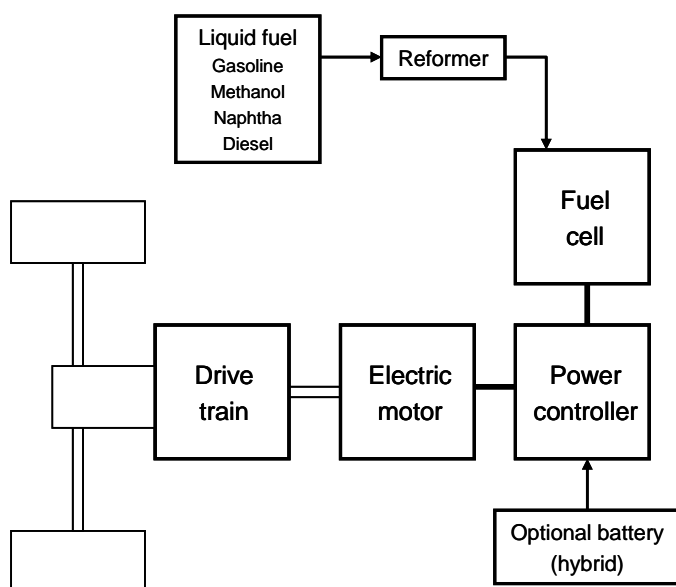 Liquid fuel
Gasoline
Methanol
Naphtha
Diesel
Reformer
Fuel
cell
Drive
train
Electric
motor
Power
controller
Optional battery
(hybrid)